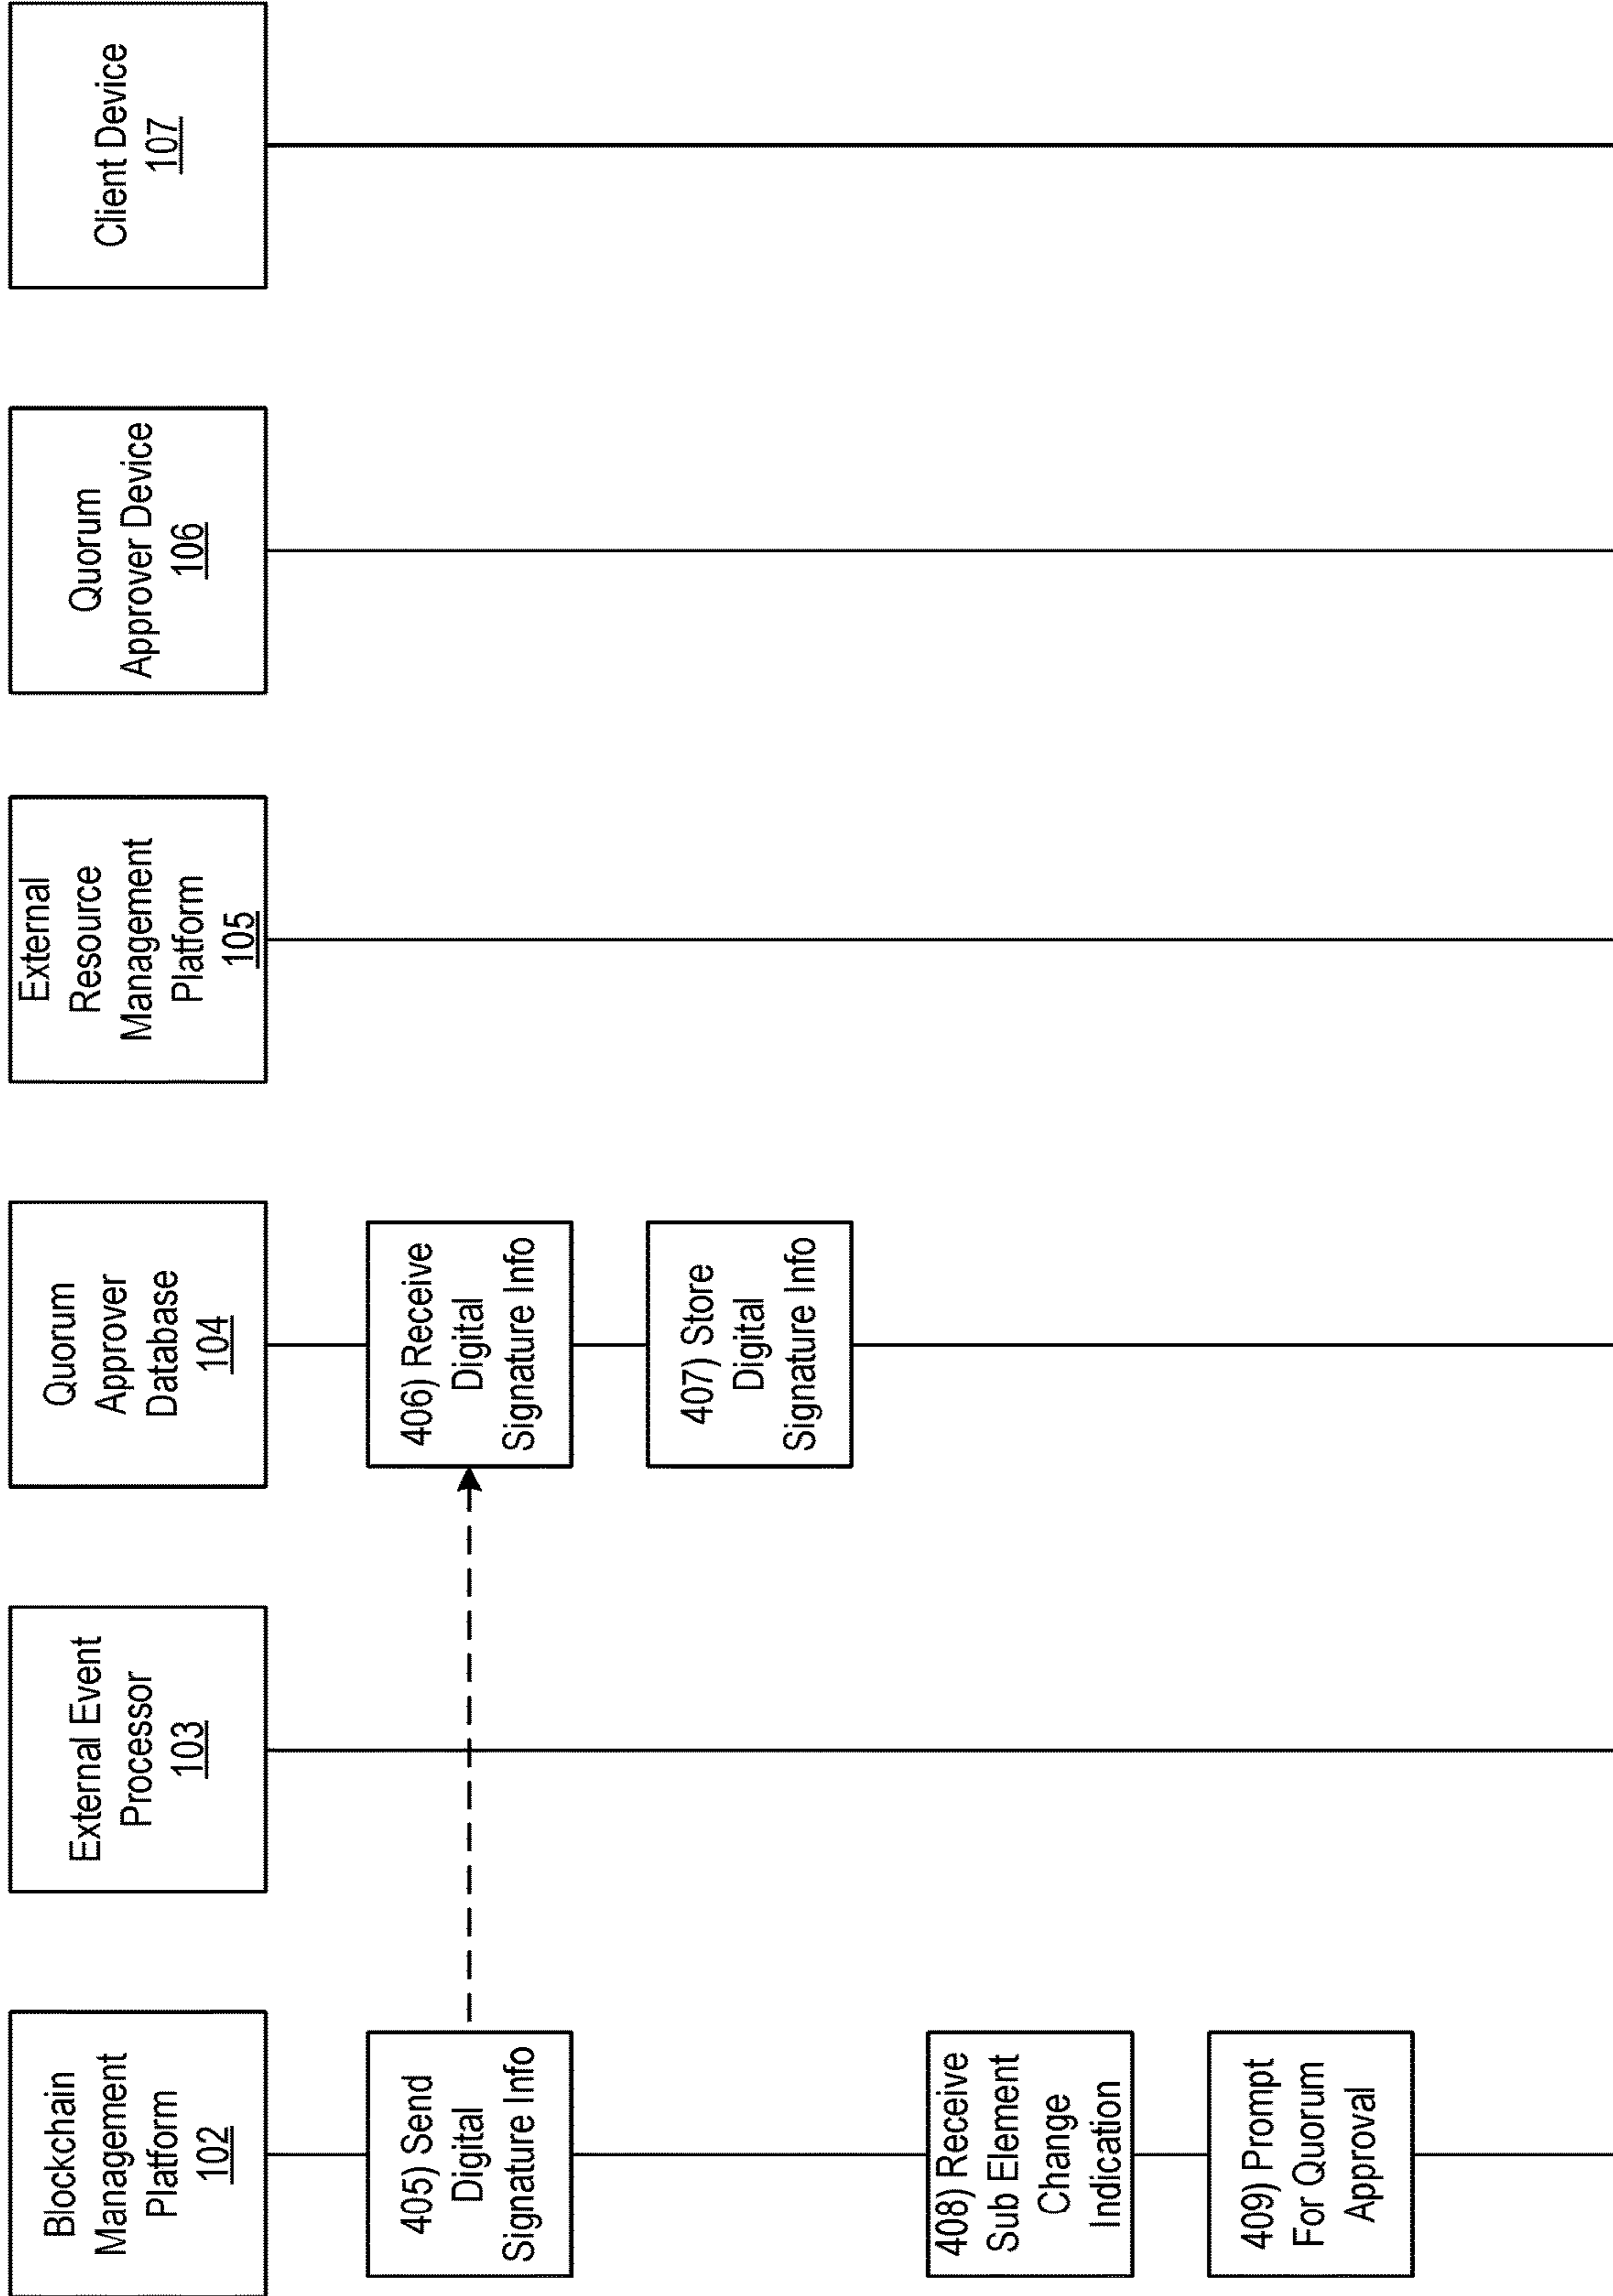 Blockchain
Management
Platform
102
External Event
Processor
103
Quorum
Approver
Database
104
External
Resource
Management
Platform
105
Quorum
Approver Device
106
Client Device
107
405) Send
Digital
Signature Info
406) Receive
Digital
Signature Info
407) Store
Digital
Signature Info
408) Receive
Sub Element
Change
Indication
409) Prompt
For Quorum
Approval